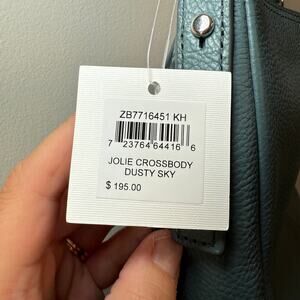 ZB7716451 KH
7 23764 64416 6
JOLIE CROSSBODY
DUSTY SKY
$ 195.00